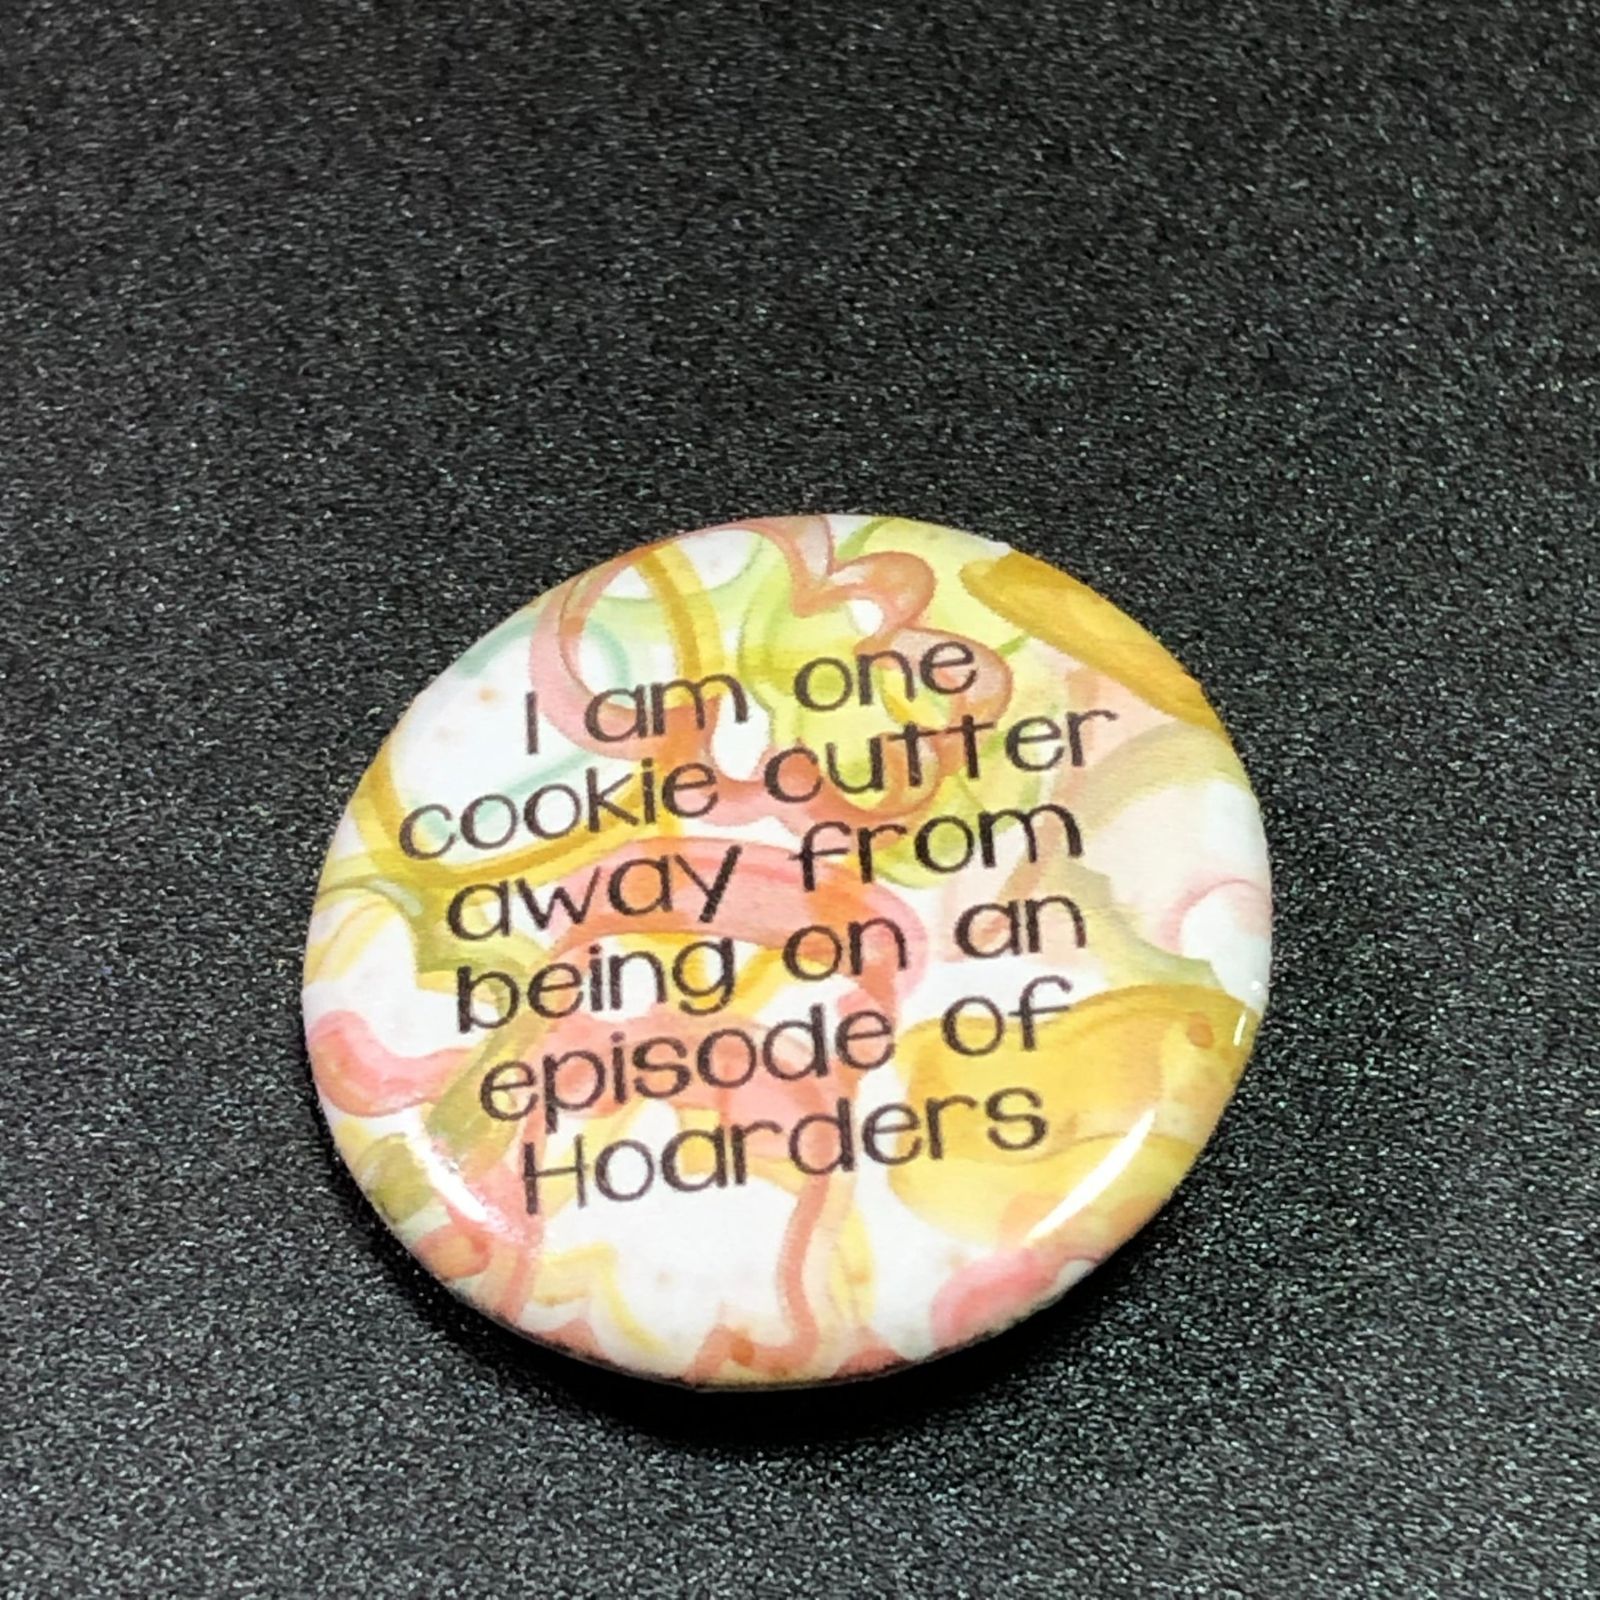 I am one
cookie cutter
away from
being on an
episode of
Hoarders